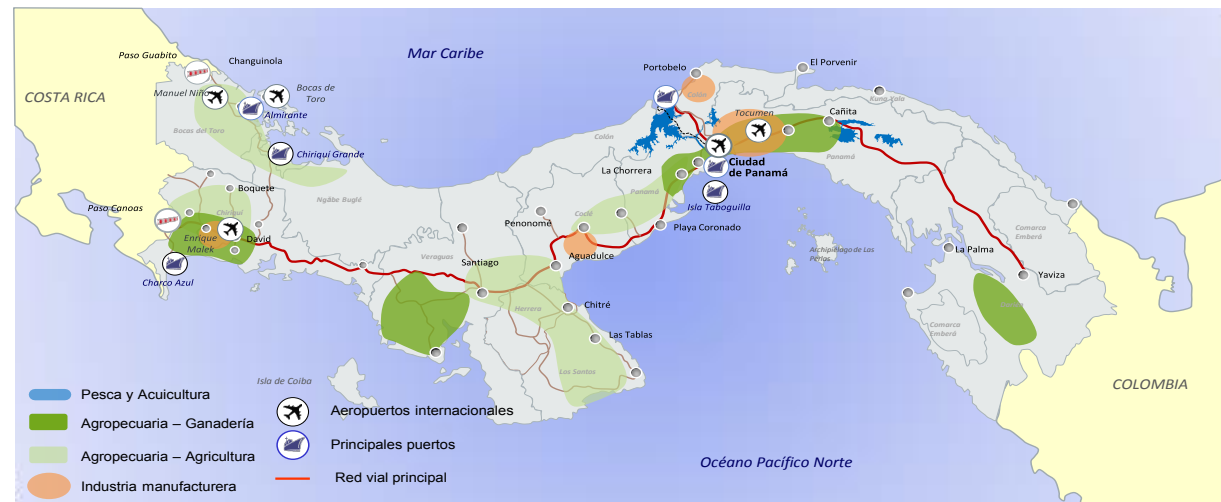 Mar Caribe
Paso Guabito
Changuinola
Manuel Niño
Bocas de
Toro
Almirante
COSTA RICA
Bocas del Toro
Chiriquí Grande
Portobelo
Colón
El Porvenir
Kuna Yala
Tocumen
Cañita
Colón
Panamá
Ciudad
de Panamá
La Chorrera
Panamá
Isla Taboguilla
Boquete
Ngäbe Buglé
Paso Canoas
Chiriquí
Enrique
Malek
David
Charco Azul
Penonome
Coclé
Playa Coronado
Aguadulce
Veraguas
Santiago
Archipiélago de Las
Perlas
Comarca
Emberá
La Palma
Yaviza
Chitré
Herrera
Las Tablas
Los Santos
Comarca
Emberá
Isla de Coiba
COLOMBIA
Océano Pacífico Norte
Pesca y Acuicultura
Agropecuaria – Ganadería
Agropecuaria – Agricultura
Industria manufacturera
Aeropuertos internacionales
Principales puertos
Red vial principal